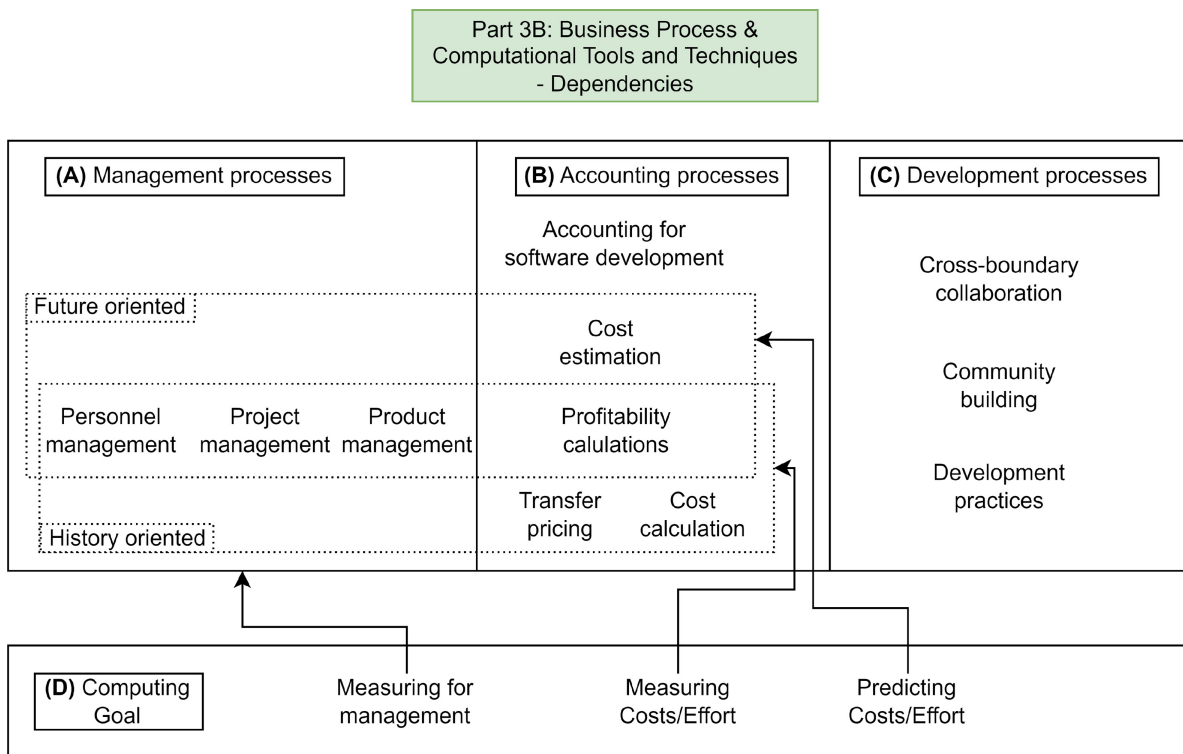 Part 3B: Business Process &
Computational Tools and Techniques
- Dependencies
(A) Management processes
(B) Accounting processes
(C) Development processes
Accounting for
software development
Cross-boundary
collaboration
Future oriented
Cost
estimation
Community
building
Personnel
management
Project
management
Product
management
Profitability
calulations
Development
practices
Transfer
pricing
Cost
calculation
History oriented
(D) Computing
Goal
Measuring for
management
Measuring
Costs/Effort
Predicting
Costs/Effort